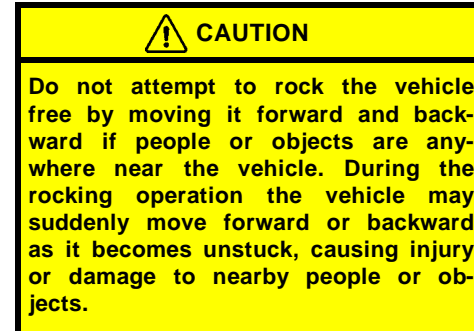 CAUTION
Do not attempt to rock the vehicle
free by moving it forward and back-
ward if people or objects are any-
where near the vehicle. During the
rocking operation the vehicle may
suddenly move forward or backward
as it becomes unstuck, causing injury
or damage to nearby people or ob-
jects.